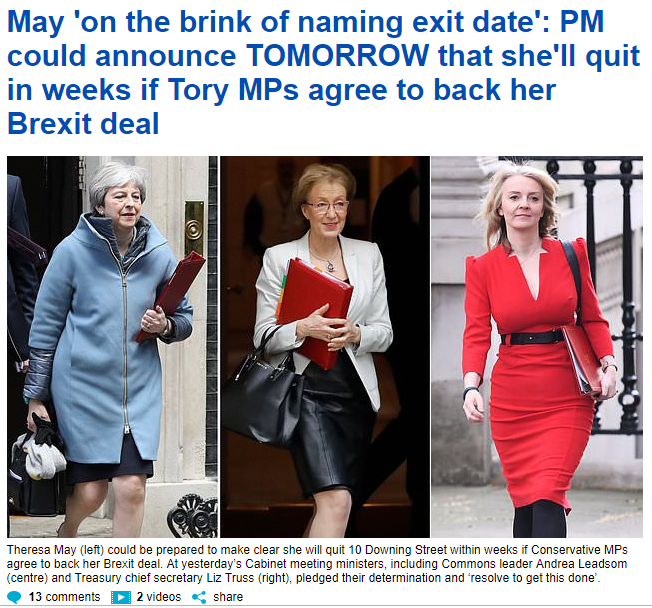 May 'on the brink of naming exit date': PM
could announce TOMORROW that she'll quit
in weeks if Tory MPs agree to back her
Brexit deal
Theresa May (left) could be prepared to make clear she will quit 10 Downing Street within weeks if Conservative MPs
agree to back her Brexit deal. At yesterday's Cabinet meeting ministers, including Commons leader Andrea Leadsom
(centre) and Treasury chief secretary Liz Truss (right), pledged their determination and 'resolve to get this done'.
13 comments 2 videos share